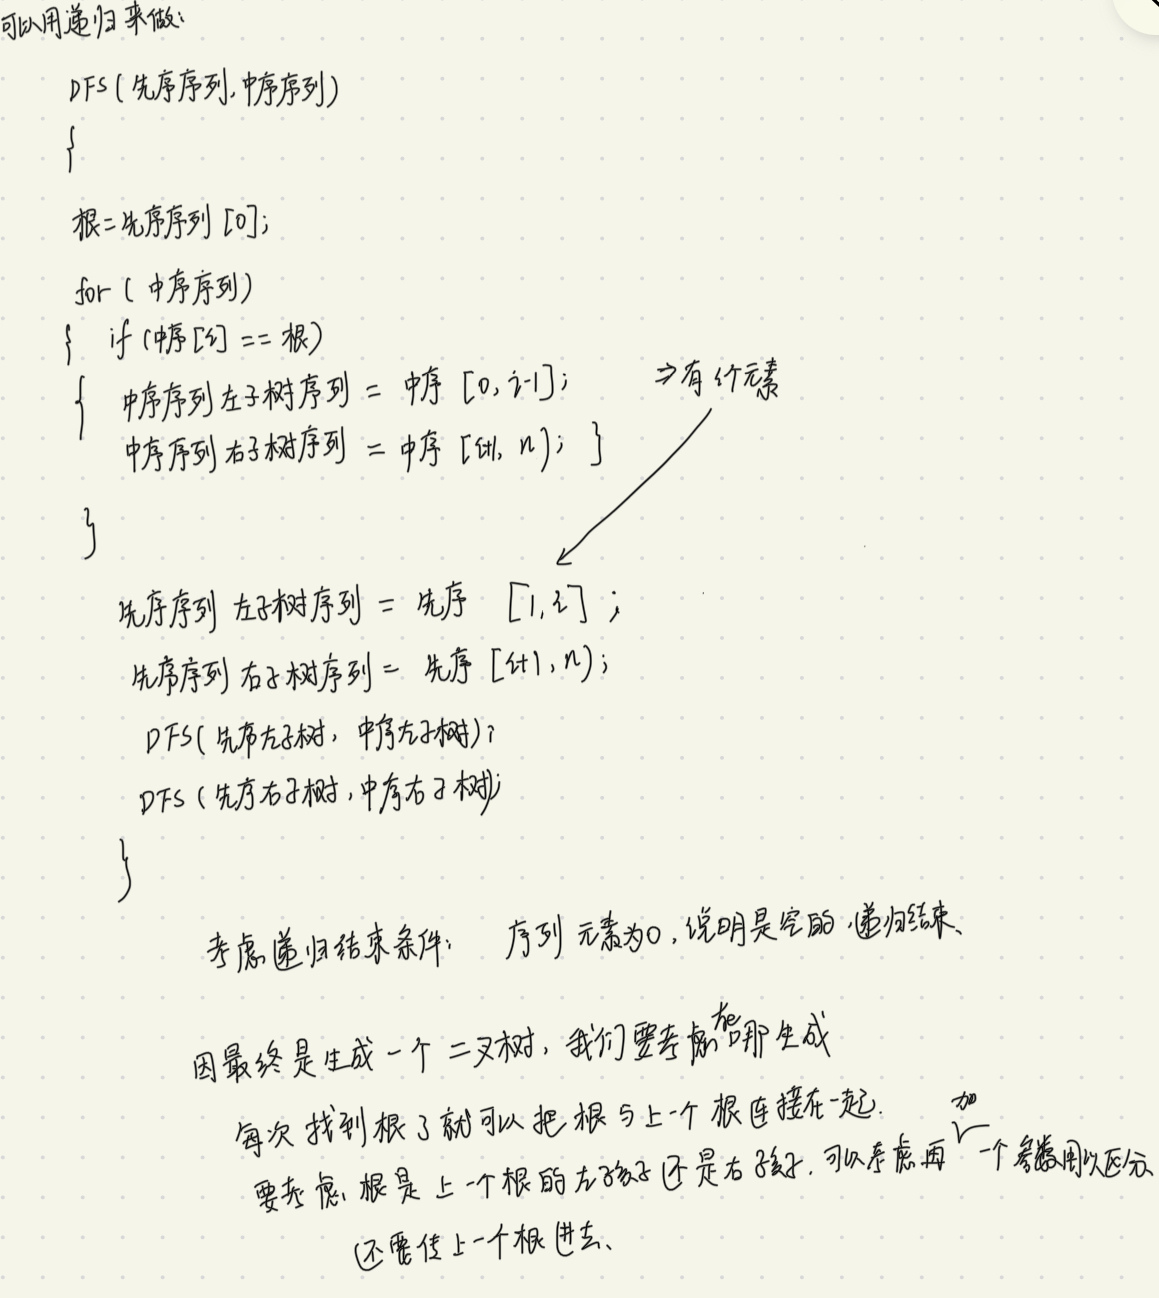 可以用递归来做:
DFS(先序序列,中序序列)
{
根=先序序列[0];
for (中序序列)
{ if (中序[i] == 根)
{ 中序序列左子树序列 = 中序 [0, i-1]; ⇒有i个元素
中序序列右子树序列 = 中序 [i+1, n); }
}
先序序列 左子树序列 = 先序 [1, i] ;
先序序列 右子树序列 = 先序 [i+1, n);
DFS(先序左子树, 中序左子树);
DFS (先序右子树,中序右子树);
}
考虑递归结束条件: 序列 元素为0,说明是空的,递归结束、
因最终是生成一个 二叉树, 我们要考虑在哪生成
每次 找到根了就可以把 根与上一个 根连接在一起.
要考虑, 根是 上一个根的左孩子还是右孩子. 可以考虑再加一个参数用以区分、
还需传上一个根进去、